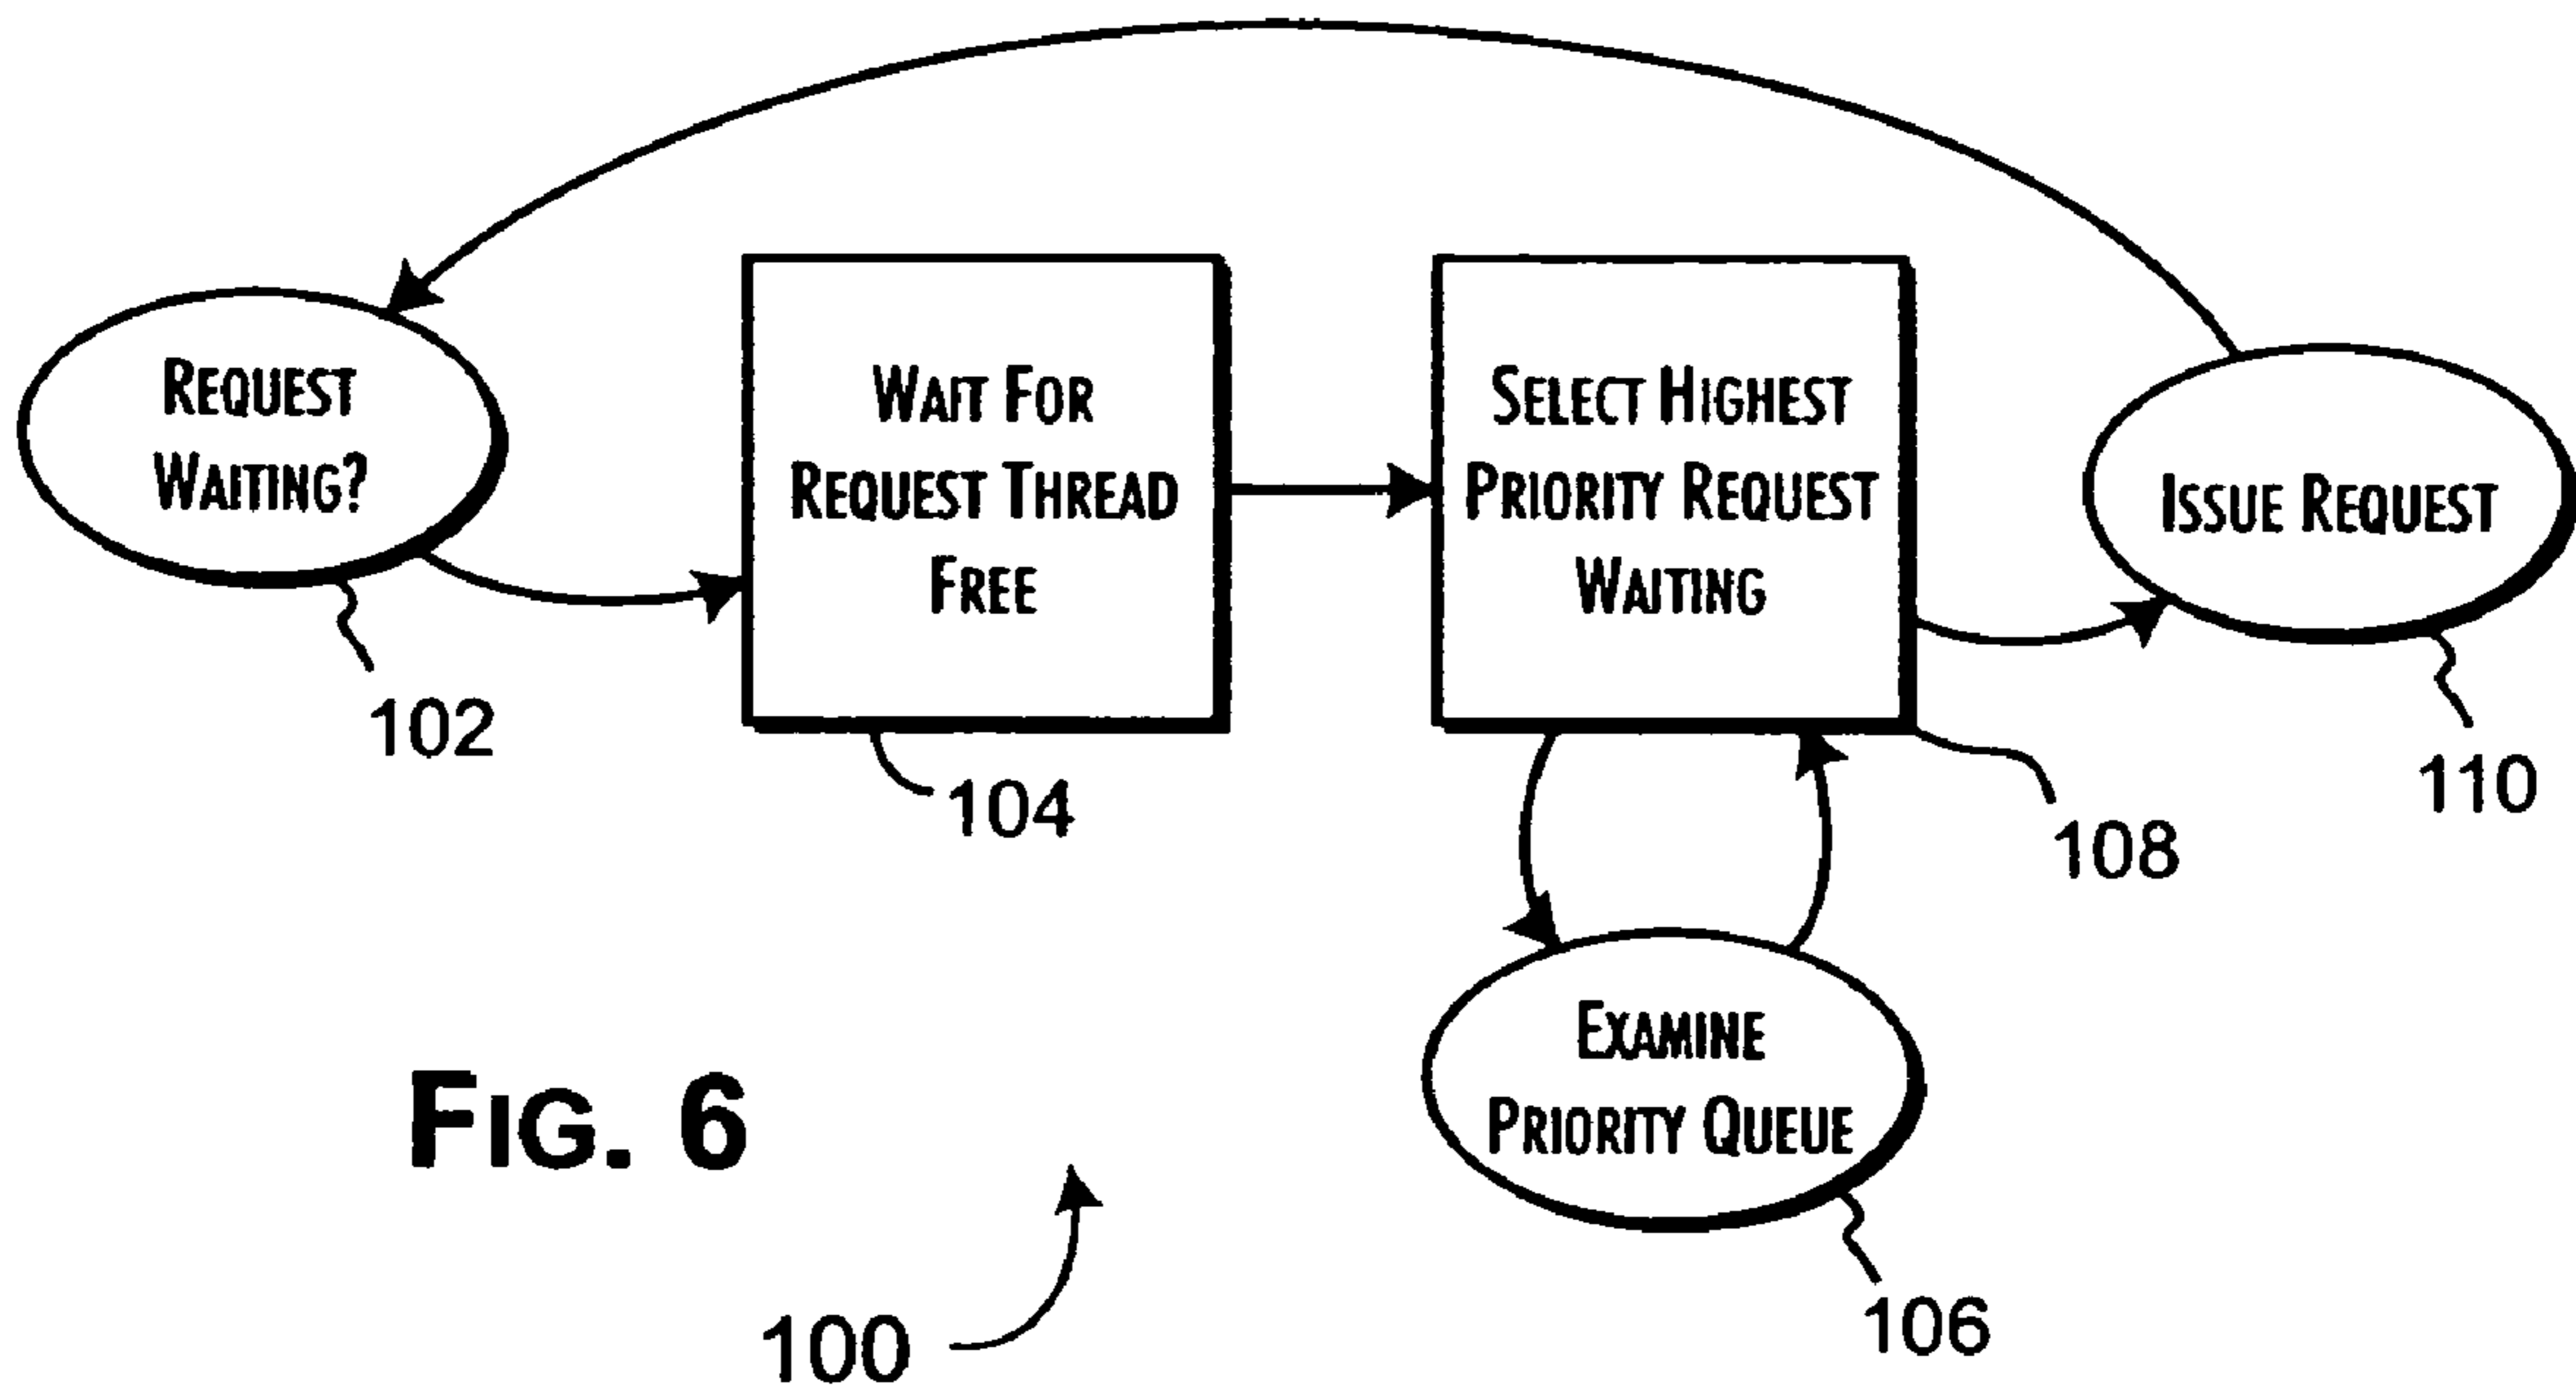 REQUEST
WAITING?
102
WAIT FOR
REQUEST THREAD
FREE
104
SELECT HIGHEST
PRIORITY REQUEST
WAITING
108
ISSUE REQUEST
110
EXAMINE
PRIORITY QUEUE
106
FIG. 6
100